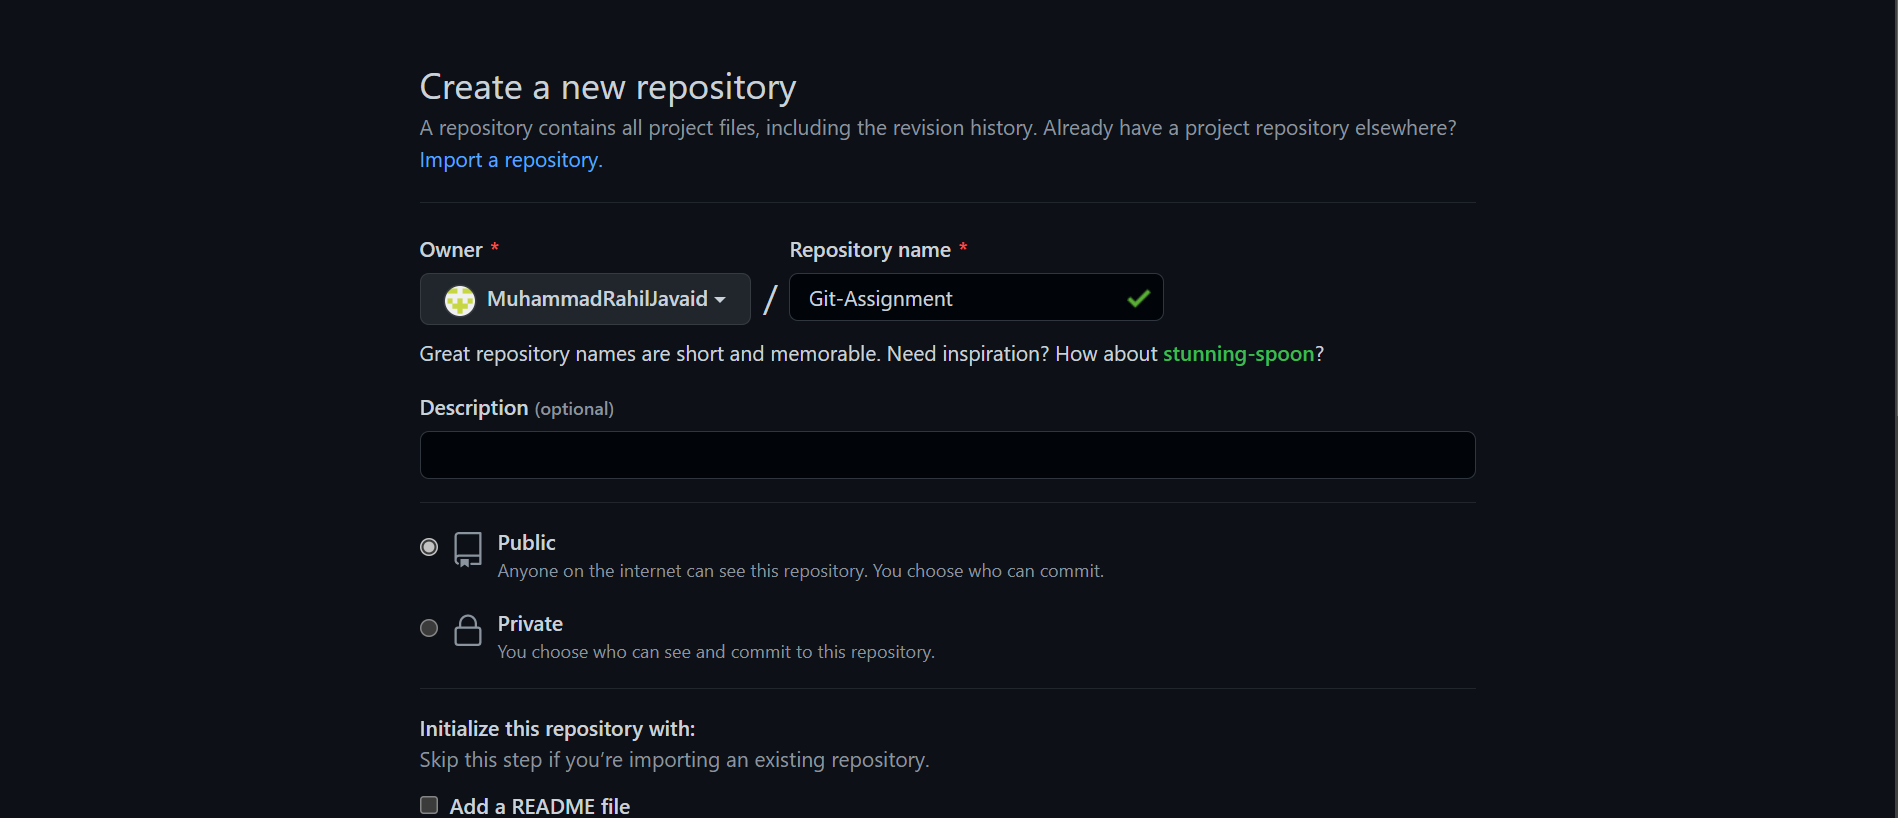 Create a new repository
A repository contains all project files, including the revision history. Already have a project repository elsewhere?
Import a repository.
Owner * Repository name *
MuhammadRahilJavaid / Git-Assignment
Great repository names are short and memorable. Need inspiration? How about stunning-spoon?
Description (optional)
Public
Anyone on the internet can see this repository. You choose who can commit.
Private
You choose who can see and commit to this repository.
Initialize this repository with:
Skip this step if you’re importing an existing repository.
Add a README file